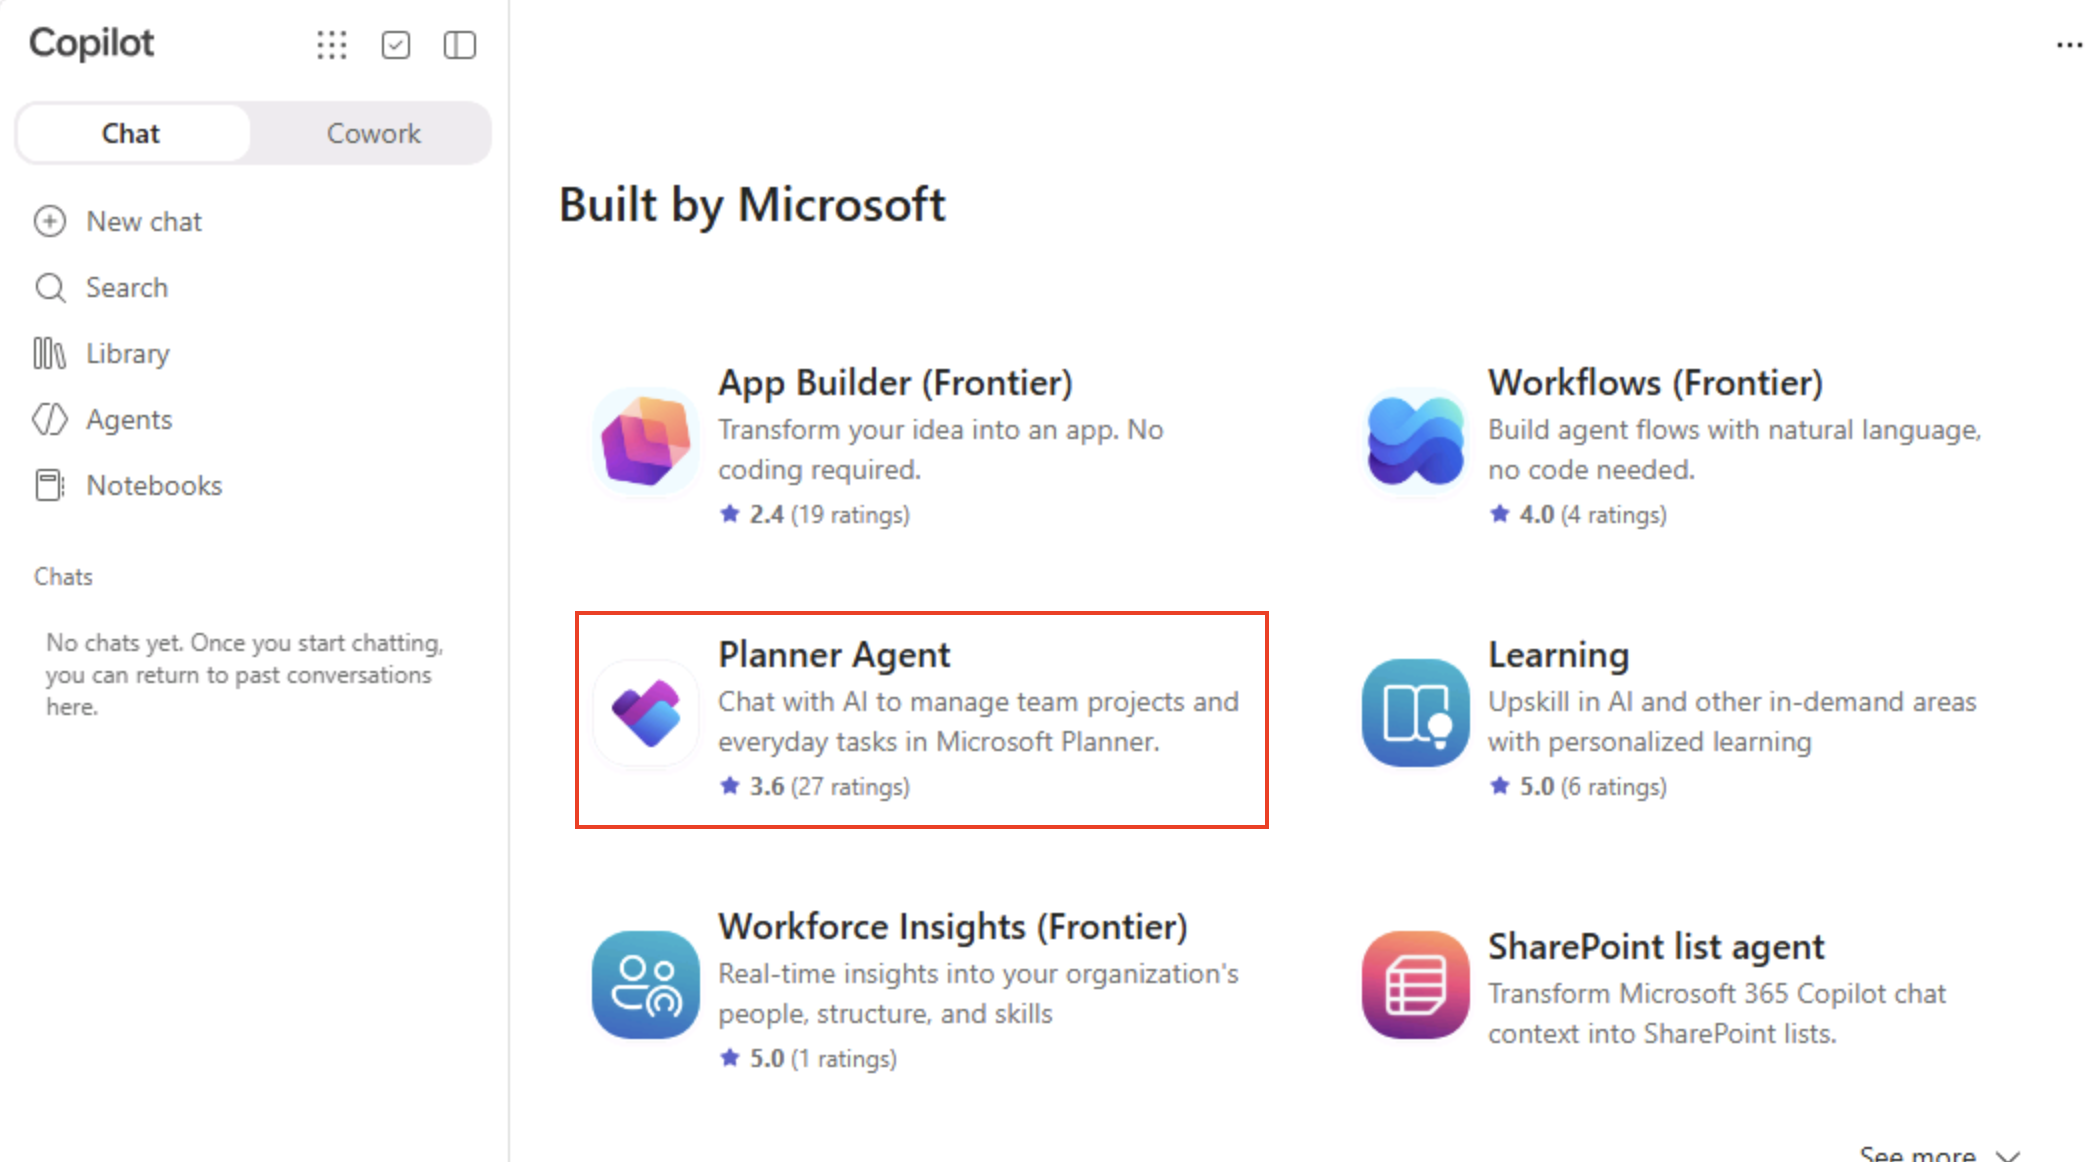 Copilot
Chat
Cowork
New chat
Search
Library
Agents
Notebooks
Chats
No chats yet. Once you start chatting,
you can return to past conversations
here.
Built by Microsoft
App Builder (Frontier)
Transform your idea into an app. No
coding required.
2.4 (19 ratings)
Workflows (Frontier)
Build agent flows with natural language,
no code needed.
4.0 (4 ratings)
Planner Agent
Chat with AI to manage team projects and
everyday tasks in Microsoft Planner.
3.6 (27 ratings)
Learning
Upskill in AI and other in-demand areas
with personalized learning
5.0 (6 ratings)
Workforce Insights (Frontier)
Real-time insights into your organization's
people, structure, and skills
5.0 (1 ratings)
SharePoint list agent
Transform Microsoft 365 Copilot chat
context into SharePoint lists.
See more